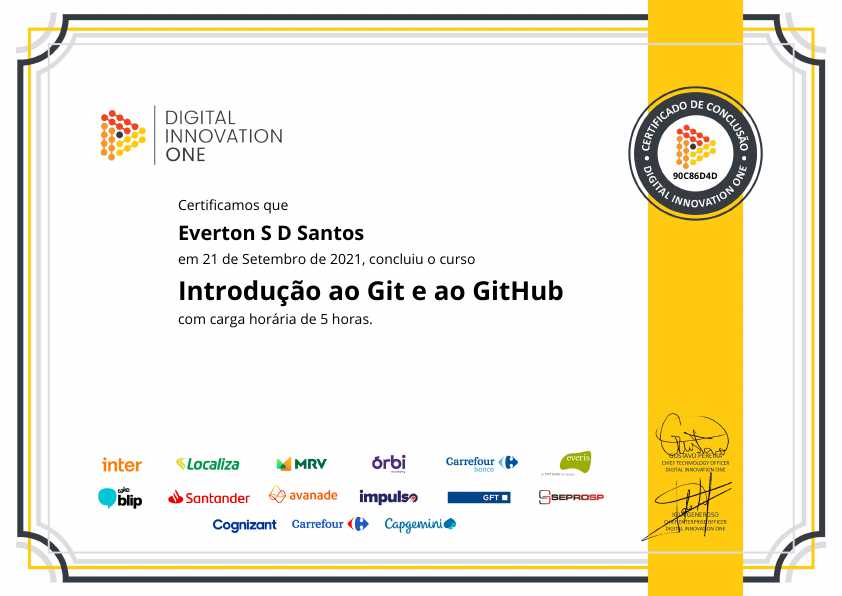 DIGITAL
INNOVATION
ONE
CERTIFICADO DE CONCLUSÃO
90C86D4D
DIGITAL INNOVATION ONE
Certificamos que
Everton S D Santos
em 21 de Setembro de 2021, concluiu o curso
Introdução ao Git e ao GitHub
com carga horária de 5 horas.
GUSTAVO PEREIRA
CHIEF TECHNOLOGY OFFICER
DIGITAL INNOVATION ONE
inter
Localiza
MRV
órbi
Carrefour
banco
everis
take
blip
Santander
avanade
impulso
GFT
SEPROSP
GENEROSO
CHIEF ENTERPRISE OFFICER
DIGITAL INNOVATION ONE
Cognizant
Carrefour
Capgemini